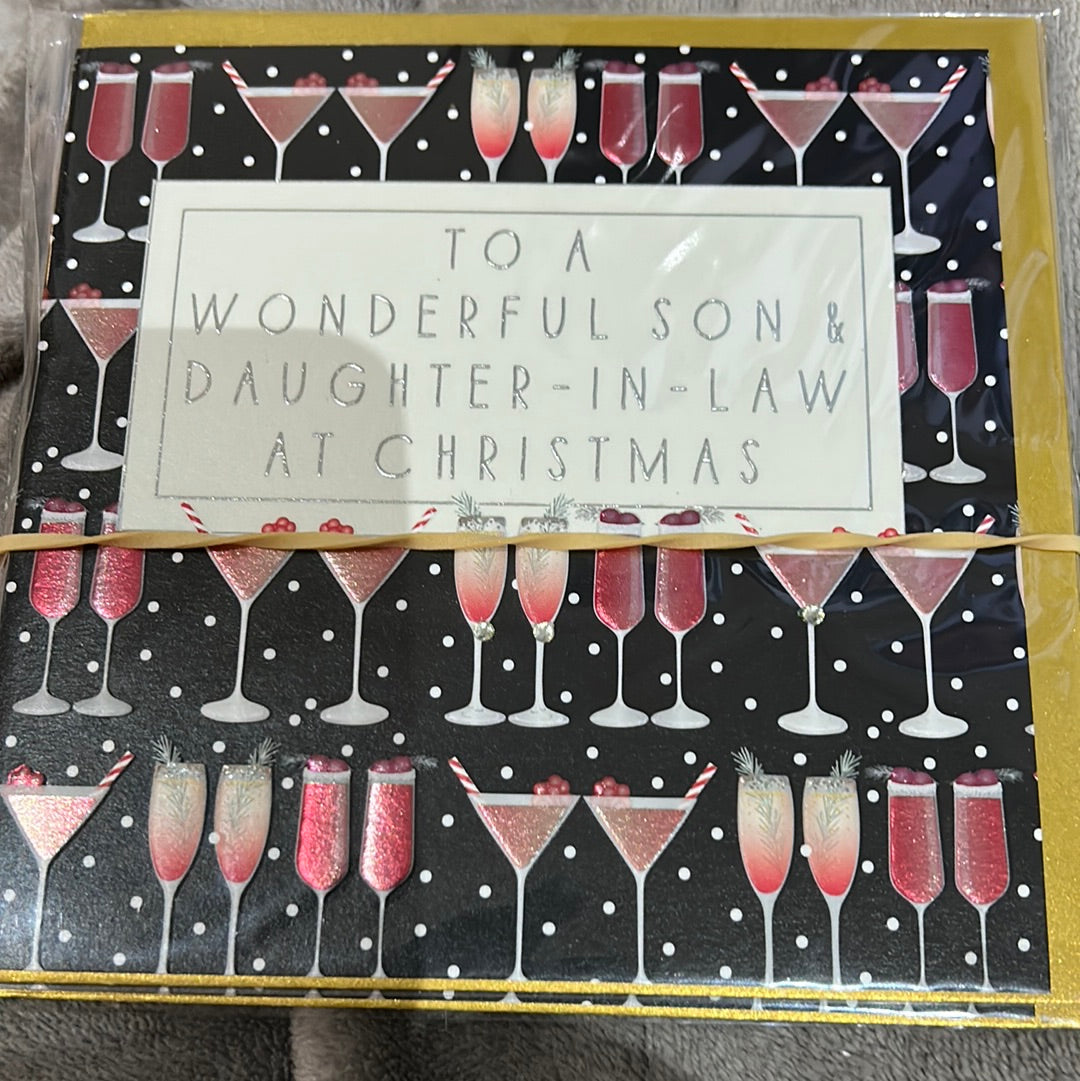 TO A
WONDERFUL SON &
DAUGHTER-IN-LAW
AT CHRISTMAS